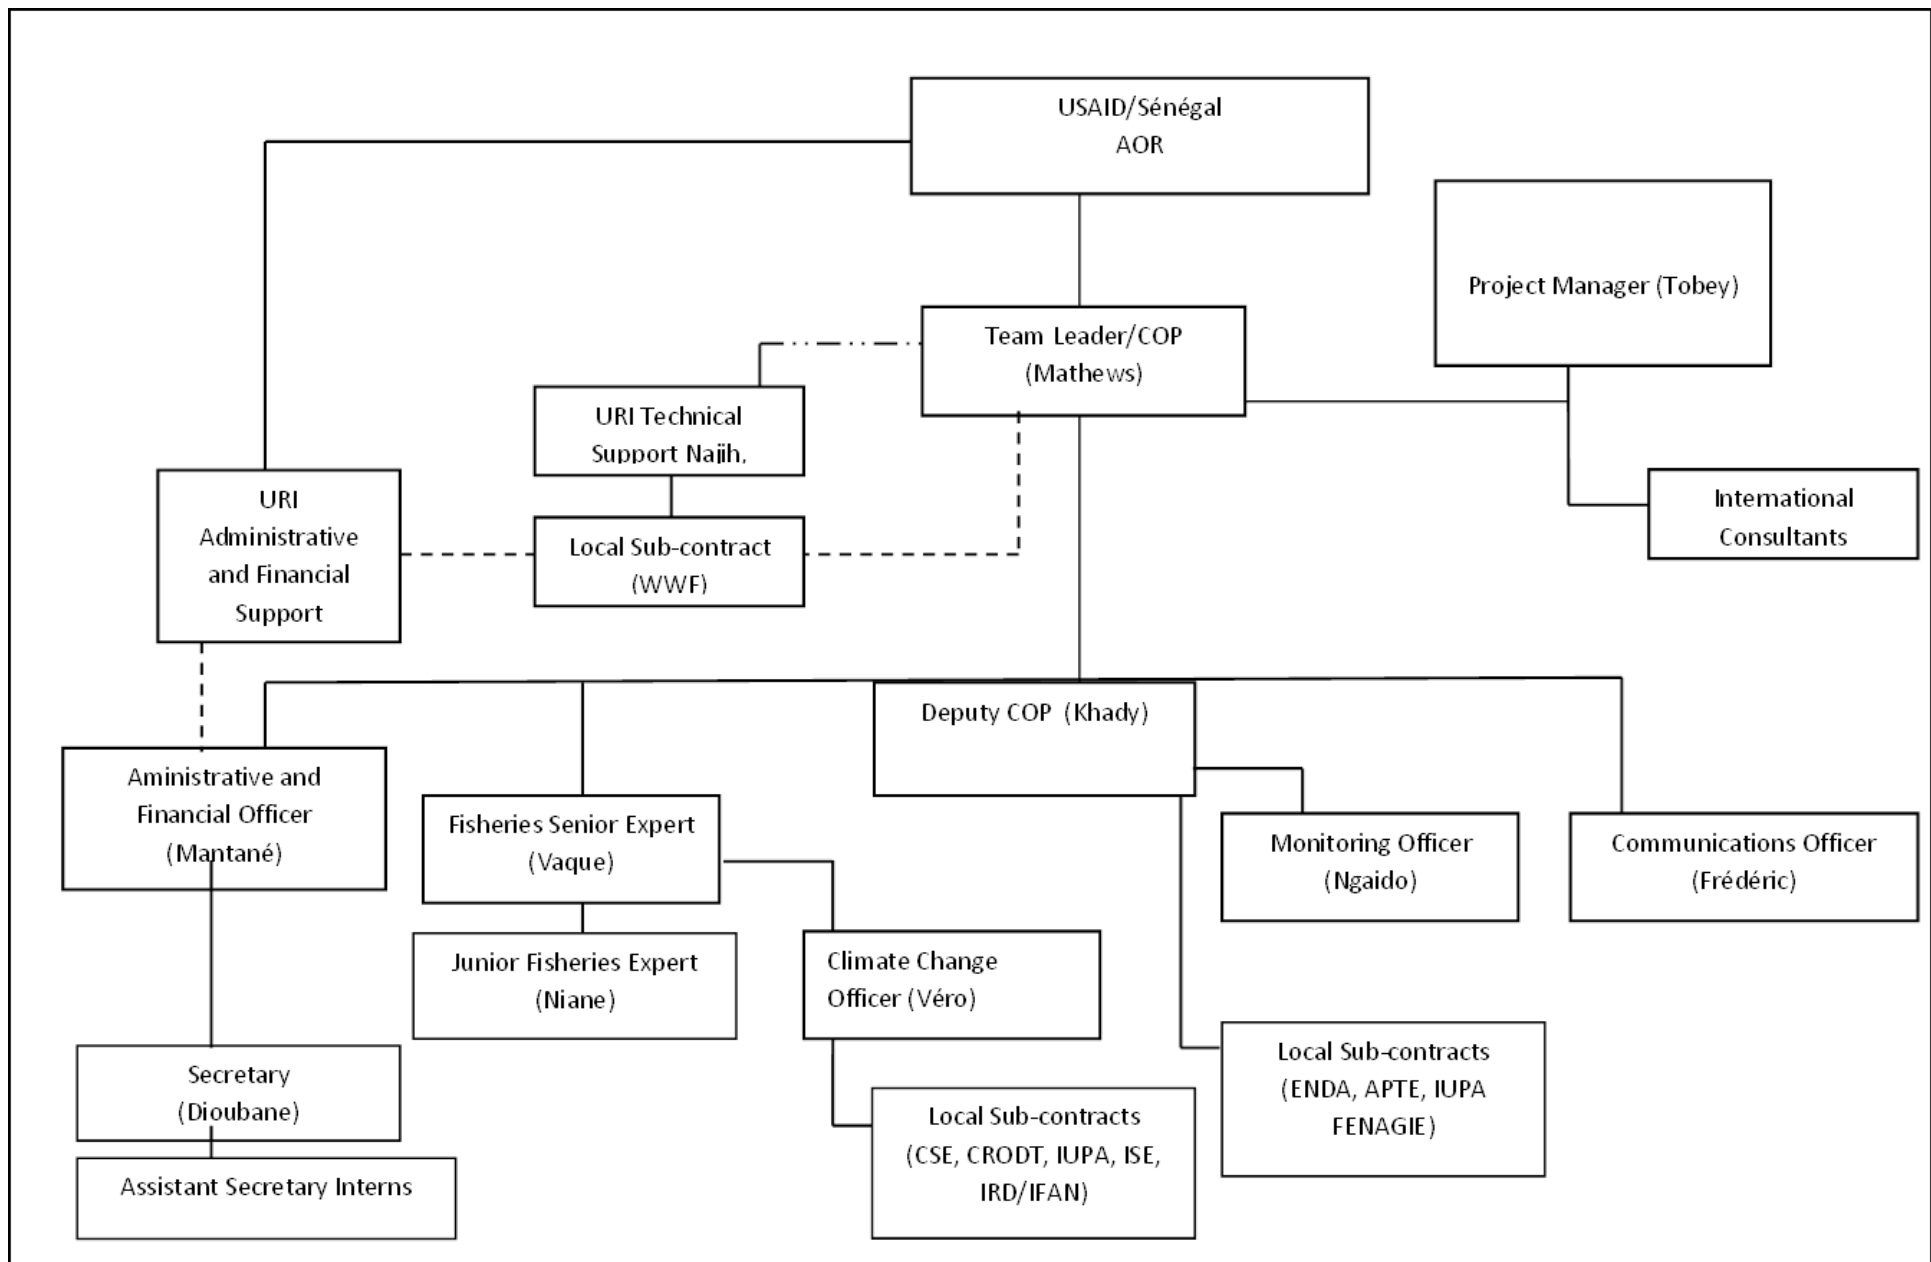 USAID/Sénégal
AOR
Project Manager (Tobey)
Team Leader/COP
(Mathews)
URI Technical
Support Najih,
URI
Administrative
and Financial
Support
Local Sub-contract
(WWF)
International
Consultants
Deputy COP (Khady)
Aministrative and
Financial Officer
(Mantané)
Fisheries Senior Expert
(Vaque)
Monitoring Officer
(Ngaido)
Communications Officer
(Frédéric)
Junior Fisheries Expert
(Niane)
Climate Change
Officer (Véro)
Secretary
(Dioubane)
Local Sub-contracts
(ENDA, APTE, IUPA
FENAGIE)
Local Sub-contracts
(CSE, CRODT, IUPA, ISE,
IRD/IFAN)
Assistant Secretary Interns